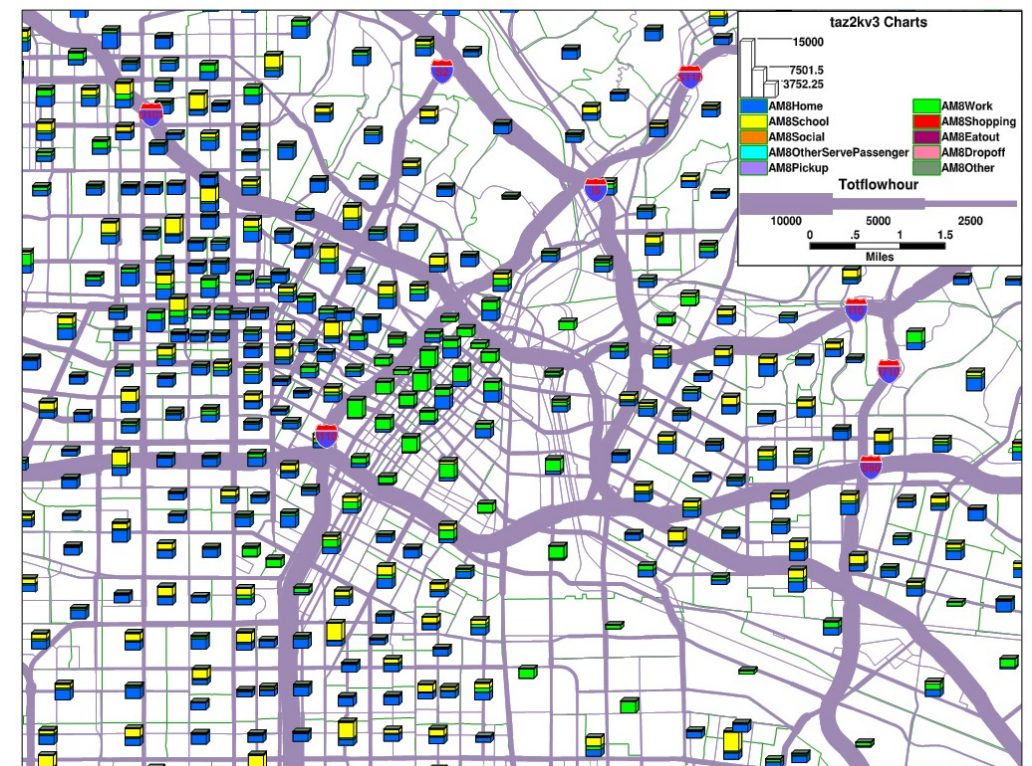 taz2kv3 Charts
15000
7501.5
3752.25
AM8Home AM8Work
AM8School AM8Shopping
AM8Social AM8Eatout
AM8OtherServePassenger AM8Dropoff
AM8Pickup AM8Other
Totflowhour
10000 5000 2500
0 .5 1 1.5
Miles